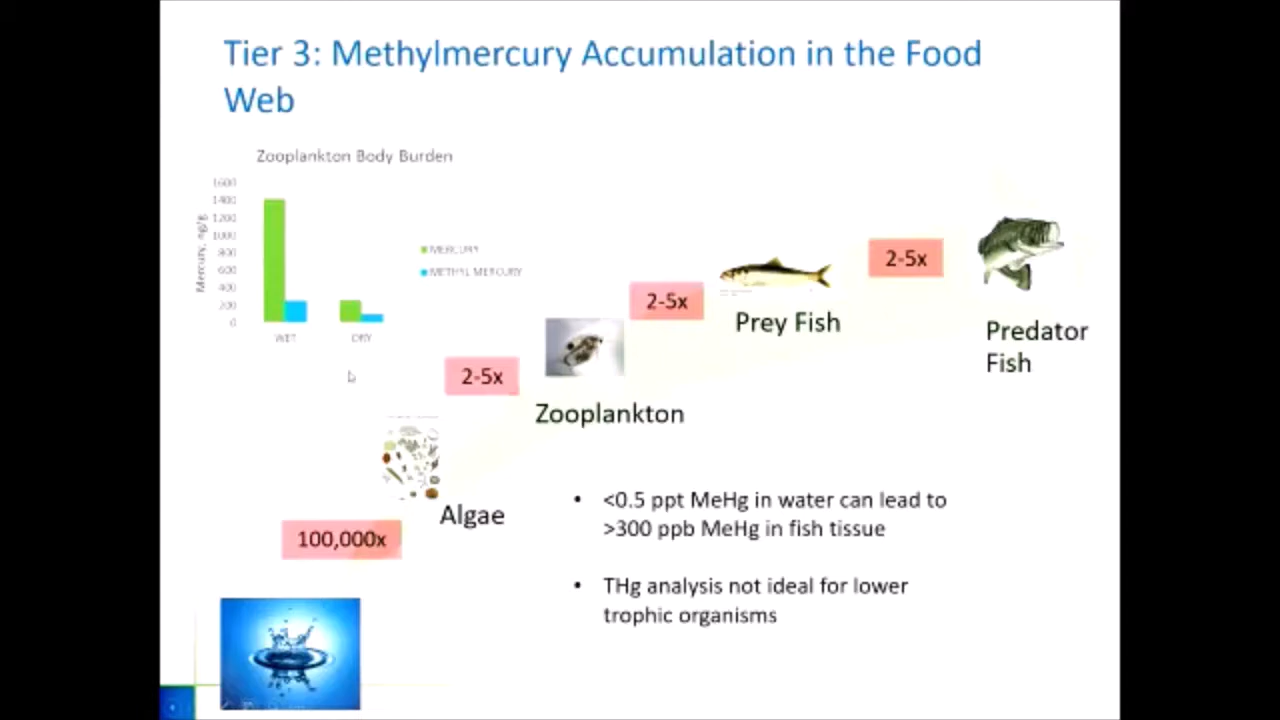 Tier 3: Methylmercury Accumulation in the Food
Web
Zooplankton Body Burden
Mercury, ng/g
1600
1400
1200
1000
800
600
400
200
0
WET
DRY
MERCURY
METHYL MERCURY
2-5x
Predator
Fish
2-5x
Prey Fish
2-5x
Zooplankton
Algae
100,000x
• <0.5 ppt MeHg in water can lead to
>300 ppb MeHg in fish tissue
• THg analysis not ideal for lower
trophic organisms